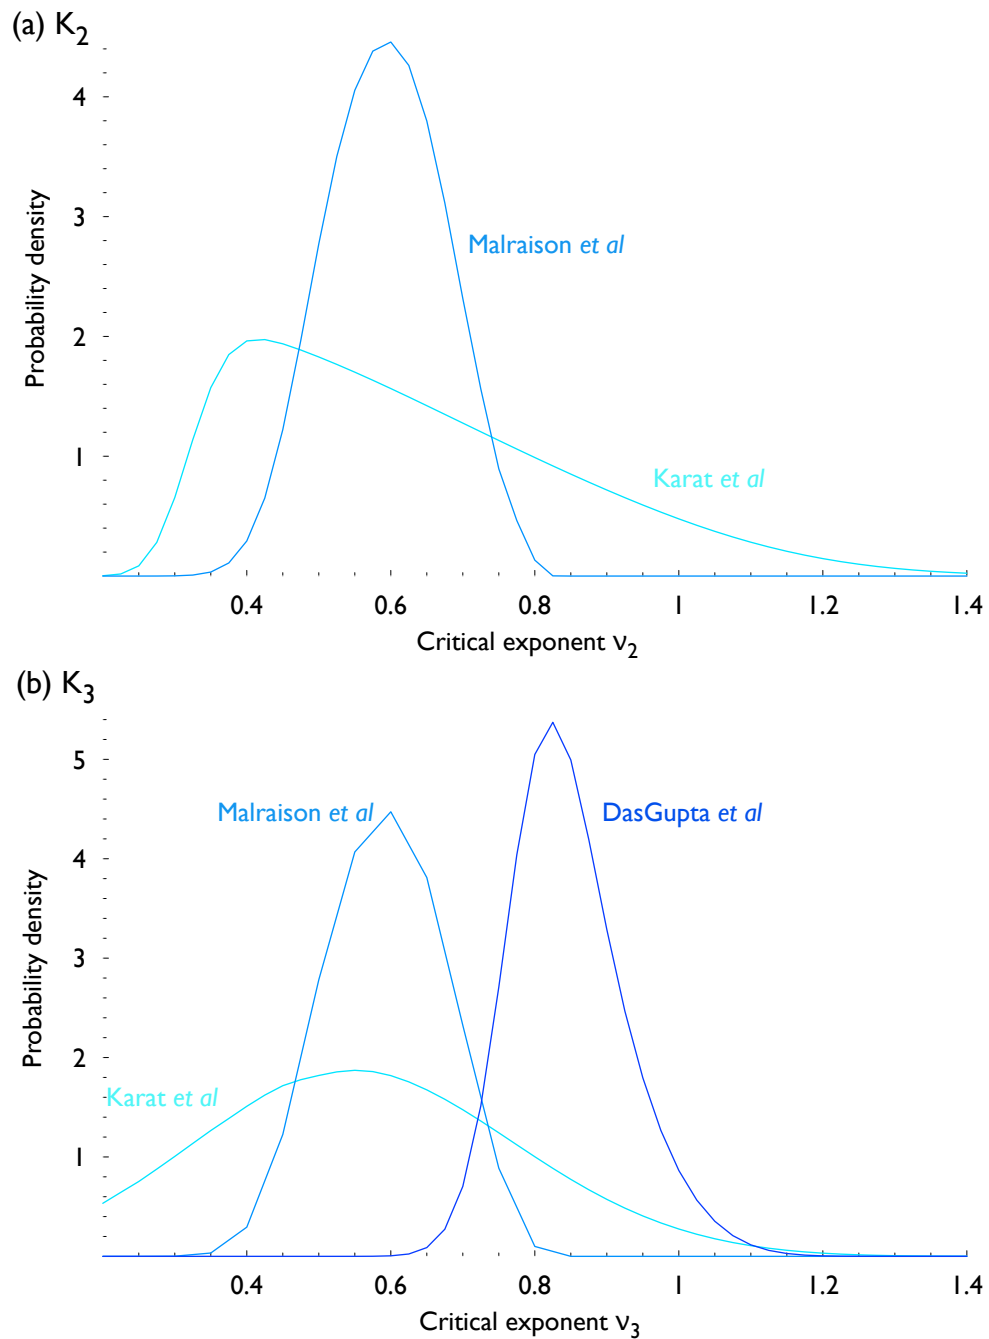 (a) K₂
4
3
2
1
Probability density
Malraison et al
Karat et al
0.4 0.6 0.8 1 1.2 1.4
Critical exponent ν₂
(b) K₃
5
4
3
2
1
Probability density
Malraison et al
DasGupta et al
Karat et al
0.4 0.6 0.8 1 1.2 1.4
Critical exponent ν₃